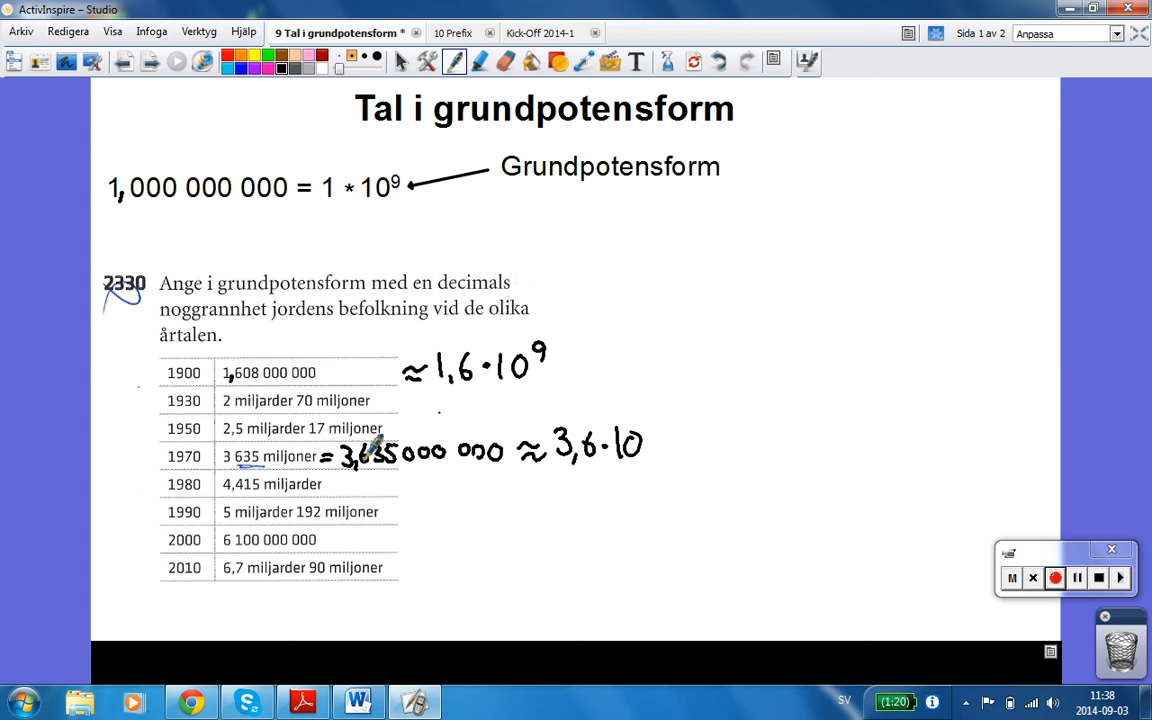 ActivInspire – Studio
Arkiv Redigera Visa Infoga Verktyg Hjälp
9 Tal i grundpotensform *
10 Prefix
Kick-Off 2014-1
Sida 1 av 2
Anpassa
Tal i grundpotensform
Grundpotensform
1,000 000 000 = 1 * 10⁹
2330 Ange i grundpotensform med en decimals
noggrannhet jordens befolkning vid de olika
årtalen.
1900 1,608 000 000 ≈ 1,6 · 10⁹
1930 2 miljarder 70 miljoner
1950 2,5 miljarder 17 miljoner
1970 3 635 miljoner = 3,635 000 000 ≈ 3,6 · 10
1980 4,415 miljarder
1990 5 miljarder 192 miljoner
2000 6 100 000 000
2010 6,7 miljarder 90 miljoner
M
SV
(1:20)
11:38
2014-09-03